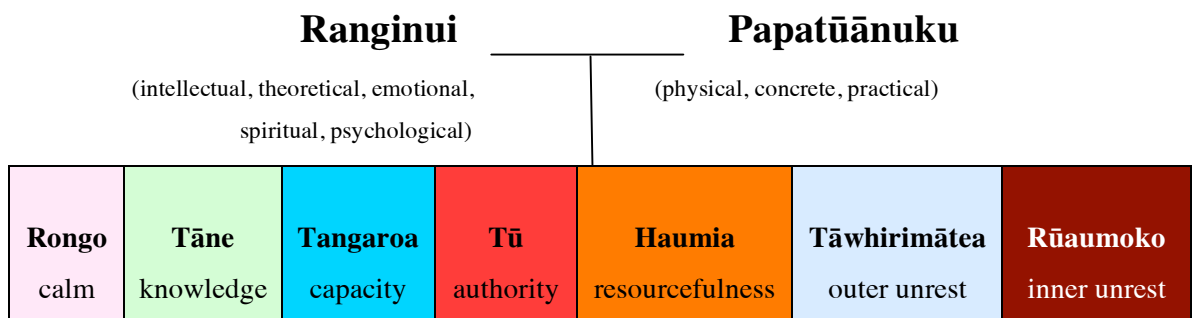 Ranginui Papatūānuku
(intellectual, theoretical, emotional, (physical, concrete, practical)
spiritual, psychological)
Rongo Tāne Tangaroa Tū Haumia Tāwhirimātea Rūaumoko
calm knowledge capacity authority resourcefulness outer unrest inner unrest